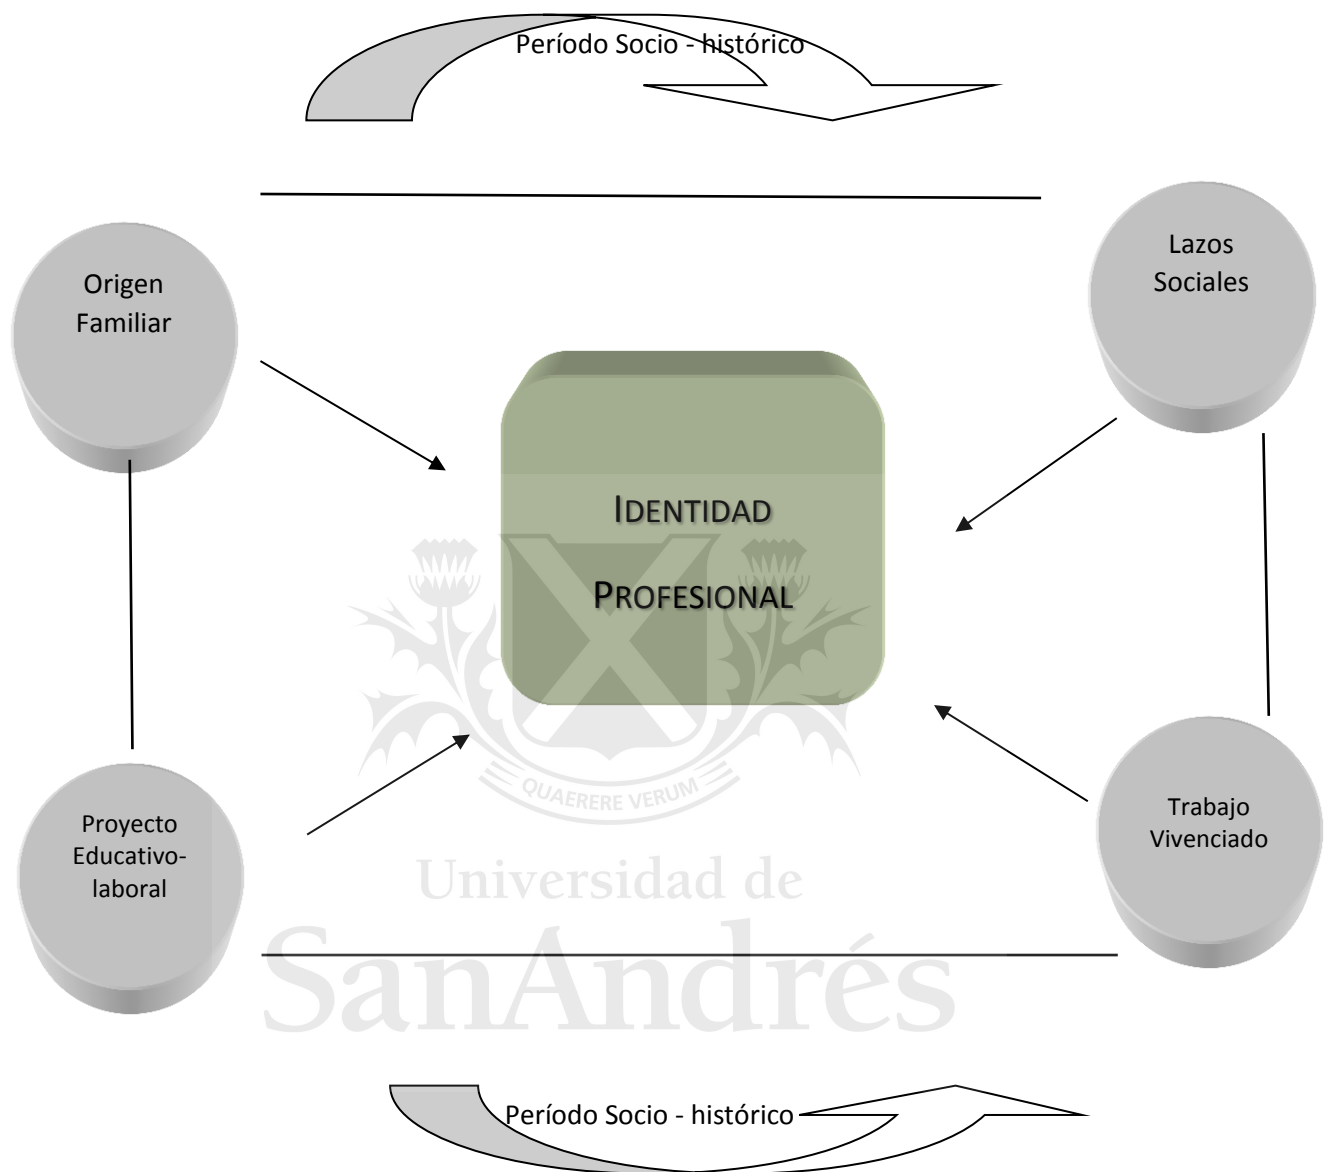 Período Socio - histórico
Origen
Familiar
Lazos
Sociales
IDENTIDAD
PROFESIONAL
Proyecto
Educativo-
laboral
Trabajo
Vivenciado
QUAERERE VERUM
Universidad de
SanAndrés
Período Socio - histórico